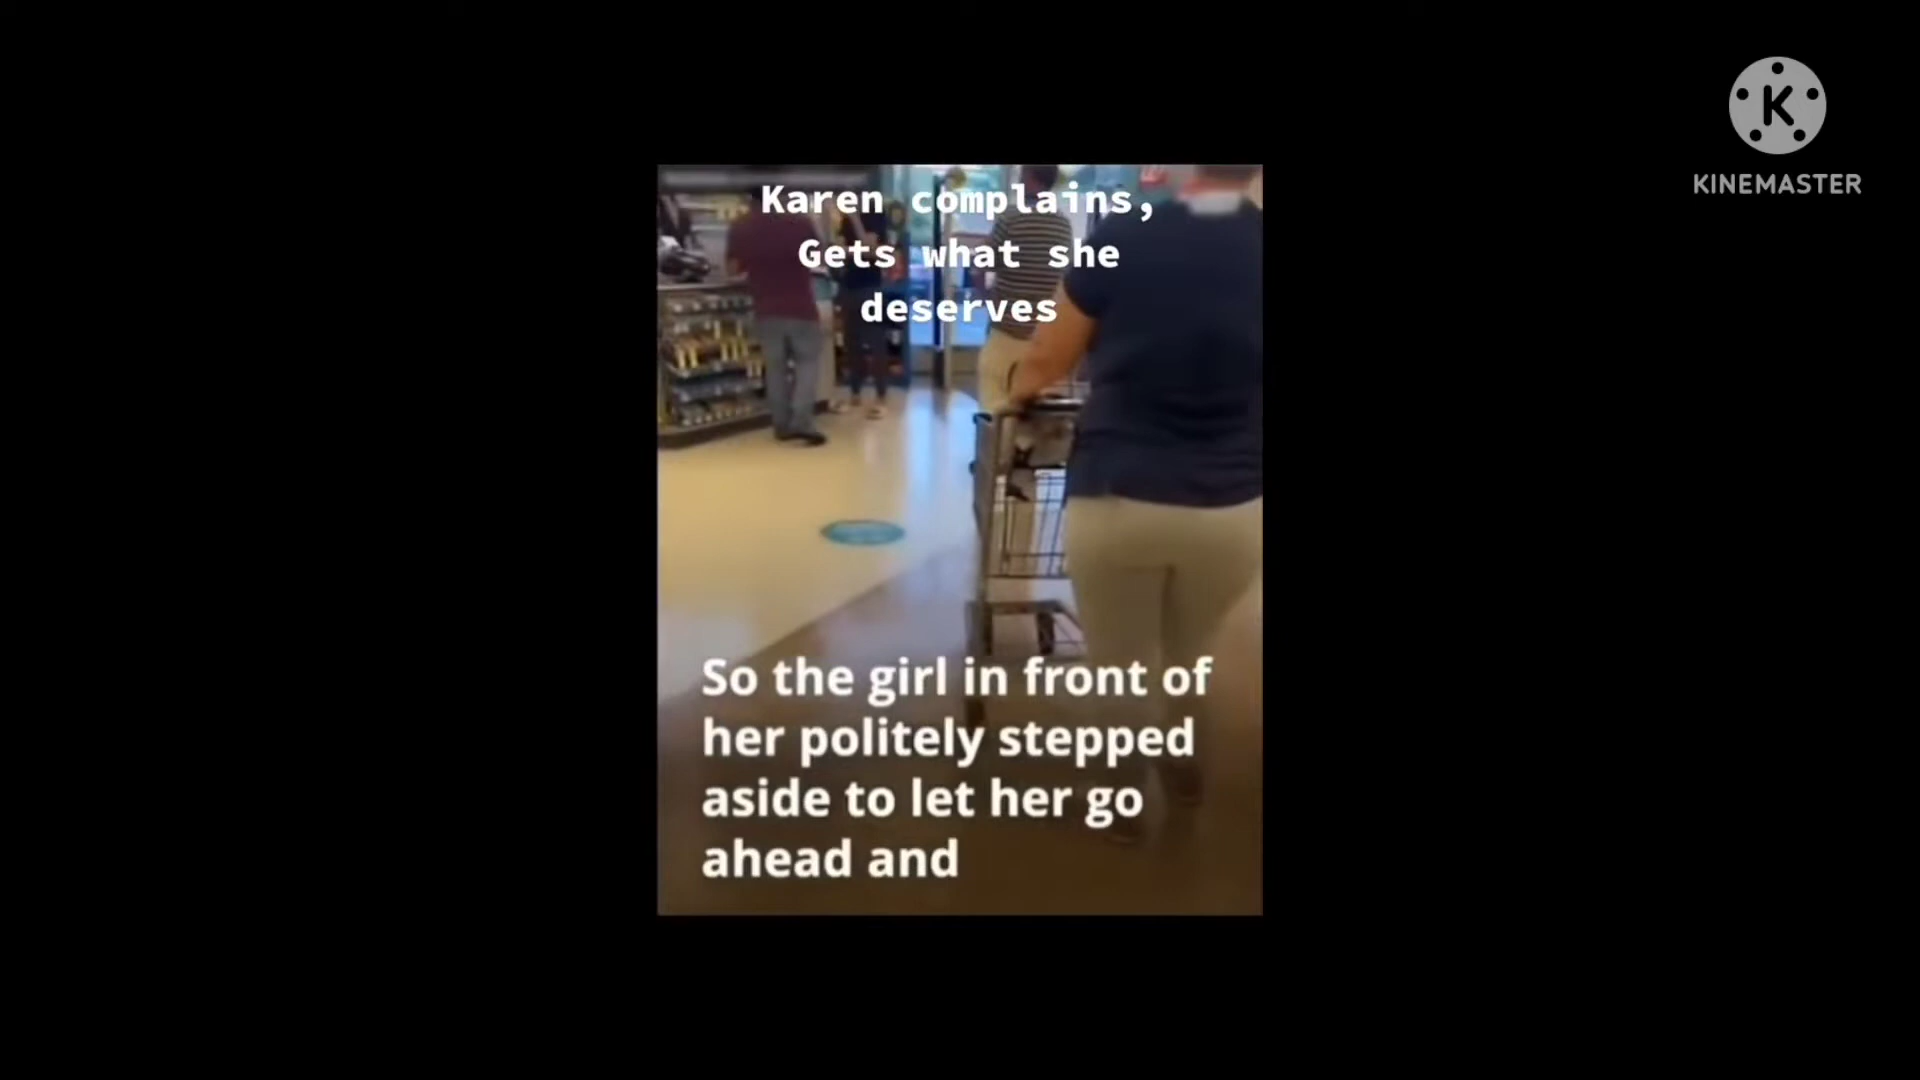 Karen complains,
Gets what she
deserves
K
KINEMASTER
So the girl in front of
her politely stepped
aside to let her go
ahead and